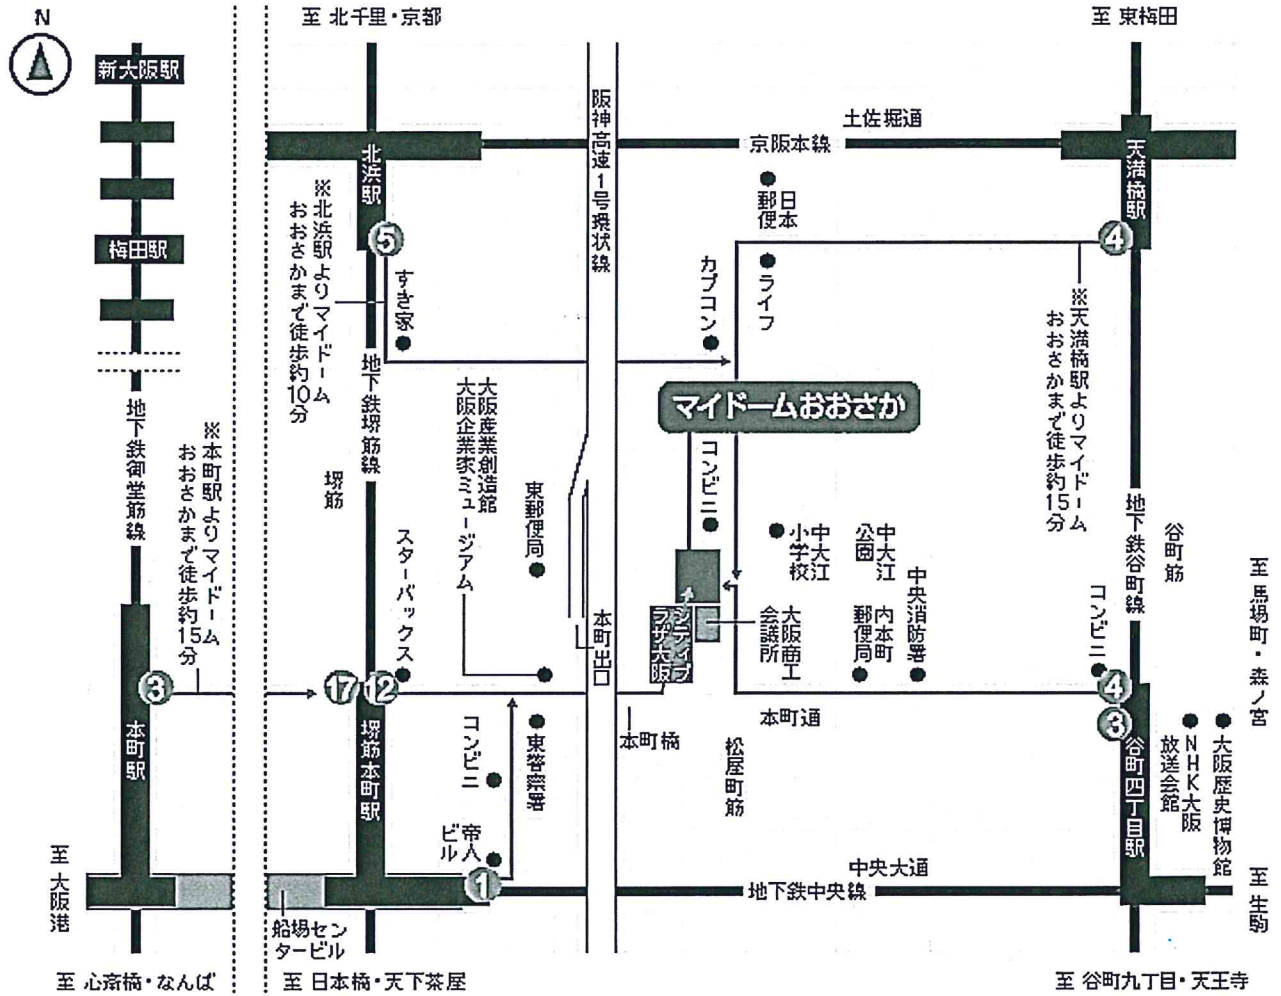 N
至 北千里・京都
至 東梅田
新大阪駅
梅田駅
地下鉄御堂筋線
※本町駅よりマイドーム
おおさかまで徒歩約15分
3
本町駅
至 大阪港
至 心斎橋・なんば
北浜駅
5
※北浜駅よりマイドーム
おおさかまで徒歩約10分
すき家
地下鉄堺筋線
堺筋
大阪産業創造館
大阪企業家ミュージアム
東郵便局
スターバックス
17
12
堺筋本町駅
コンビニ
東警察署
帝人
ビル
1
船場セン
タービル
至 日本橋・天下茶屋
阪神高速1号環状線
本町出口
本町橋
土佐堀通
京阪本線
日本
郵便
ライフ
カプコン
マイドームおおさか
コンビニ
中大江
小学校
中大江
公園
シティプ
ラザ大阪
大阪商工
会議所
内本町
郵便局
中央消防署
本町通
松屋町筋
中央大通
地下鉄中央線
天満橋駅
4
※天満橋駅よりマイドーム
おおさかまで徒歩約15分
地下鉄谷町線
谷町筋
コンビニ
4
3
谷町四丁目駅
NHK大阪
放送会館
大阪歴史博物館
至 馬場町・森ノ宮
至 生駒
至 谷町九丁目・天王寺